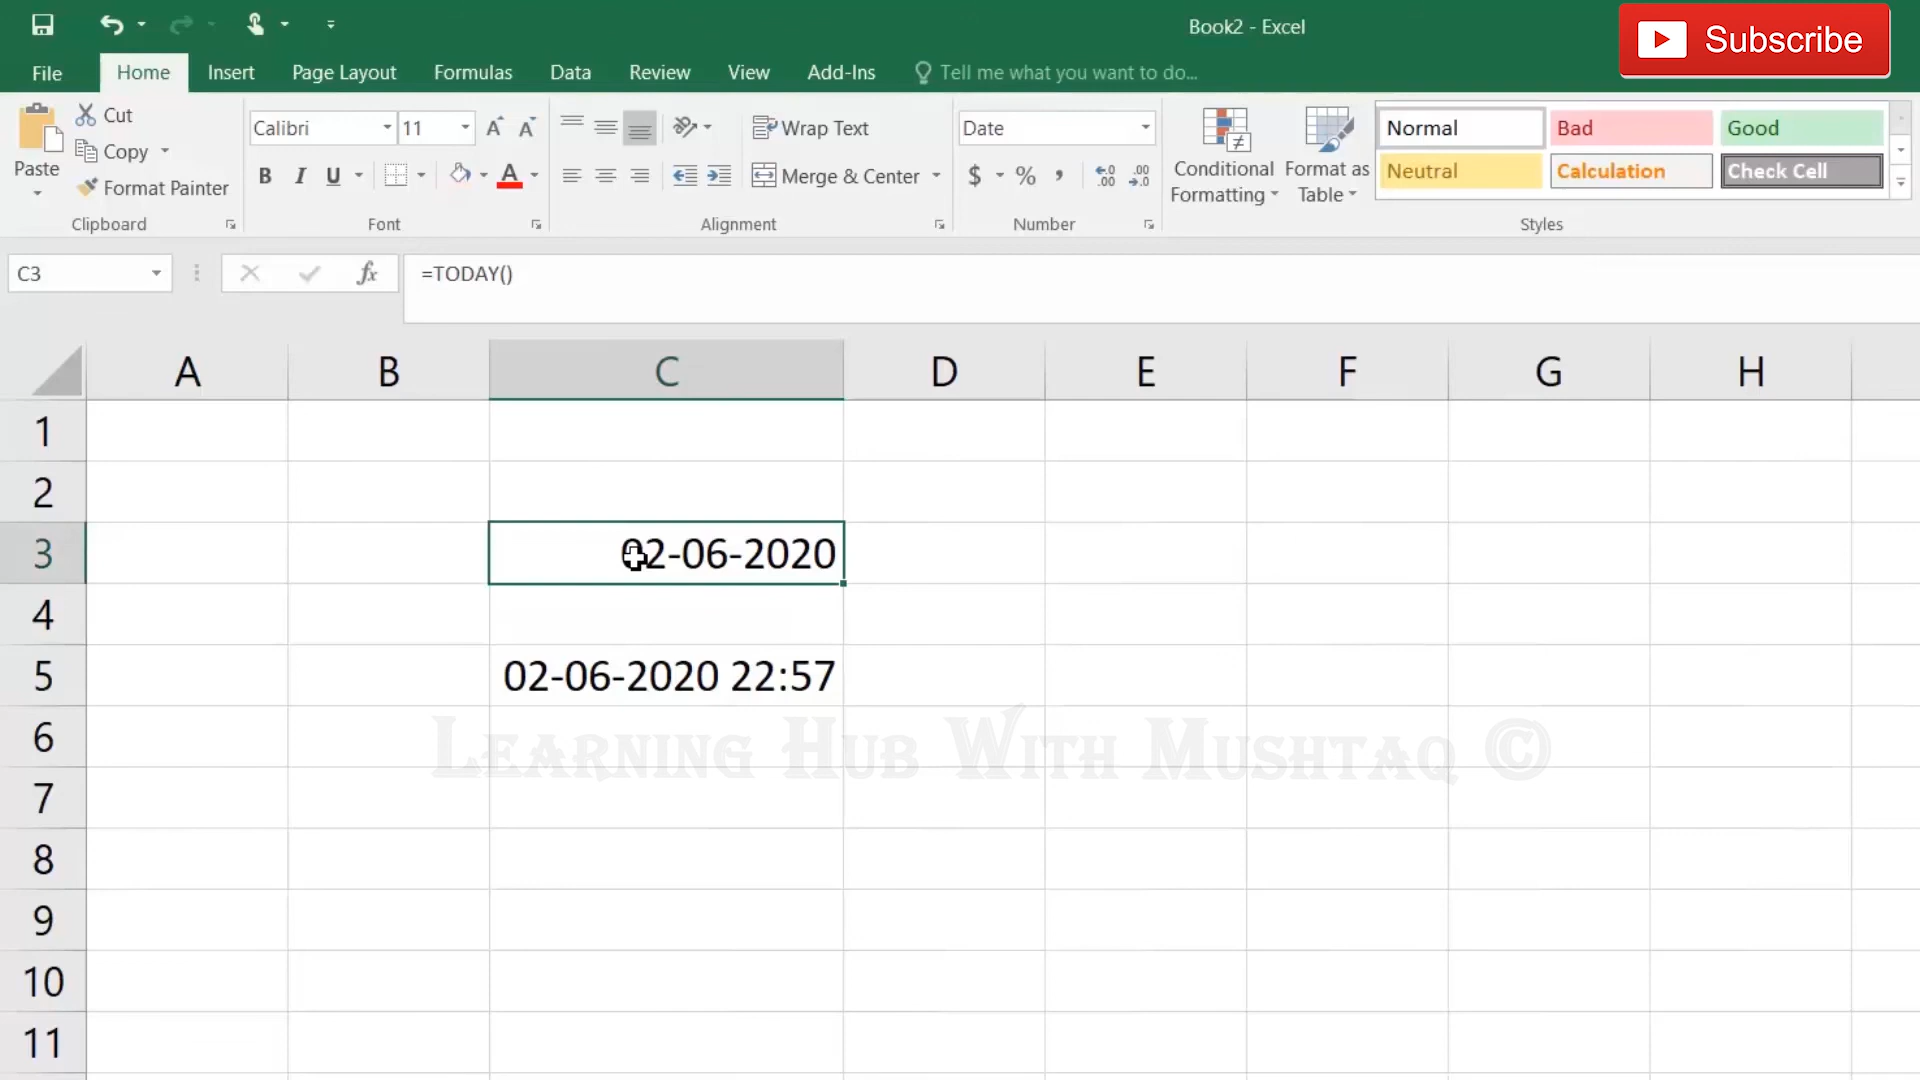 Book2 - Excel
Subscribe
File Home Insert Page Layout Formulas Data Review View Add-Ins Tell me what you want to do...
Paste
Cut
Copy
Format Painter
Clipboard
Calibri 11
B I U A
Font
Wrap Text
Merge & Center
Alignment
Date
$ % ,
Number
Conditional Formatting
Format as Table
Normal Bad Good
Neutral Calculation Check Cell
Styles
C3 fx =TODAY()
A B C D E F G H
1
2
3 02-06-2020
4
5 02-06-2020 22:57
Learning Hub With Mushtaq ©
6
7
8
9
10
11